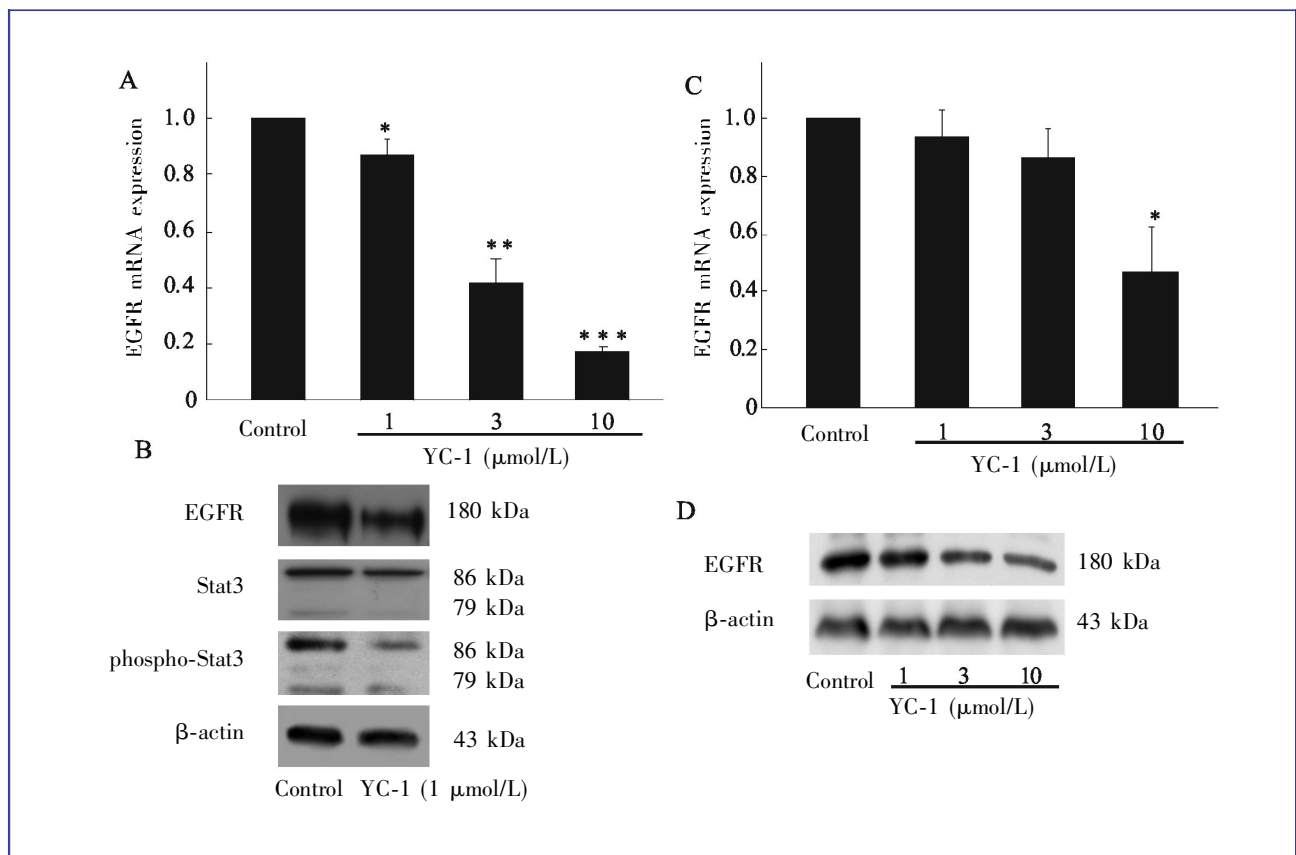 A
EGFR mRNA expression
1.0
0.8
0.6
0.4
0.2
0
*
**
***
Control 1 3 10
YC-1 (μmol/L)
B
EGFR 180 kDa
Stat3 86 kDa
79 kDa
phospho-Stat3 86 kDa
79 kDa
β-actin 43 kDa
Control YC-1 (1 μmol/L)
C
EGFR mRNA expression
1.0
0.8
0.6
0.4
0.2
0
*
Control 1 3 10
YC-1 (μmol/L)
D
EGFR 180 kDa
β-actin 43 kDa
Control 1 3 10
YC-1 (μmol/L)